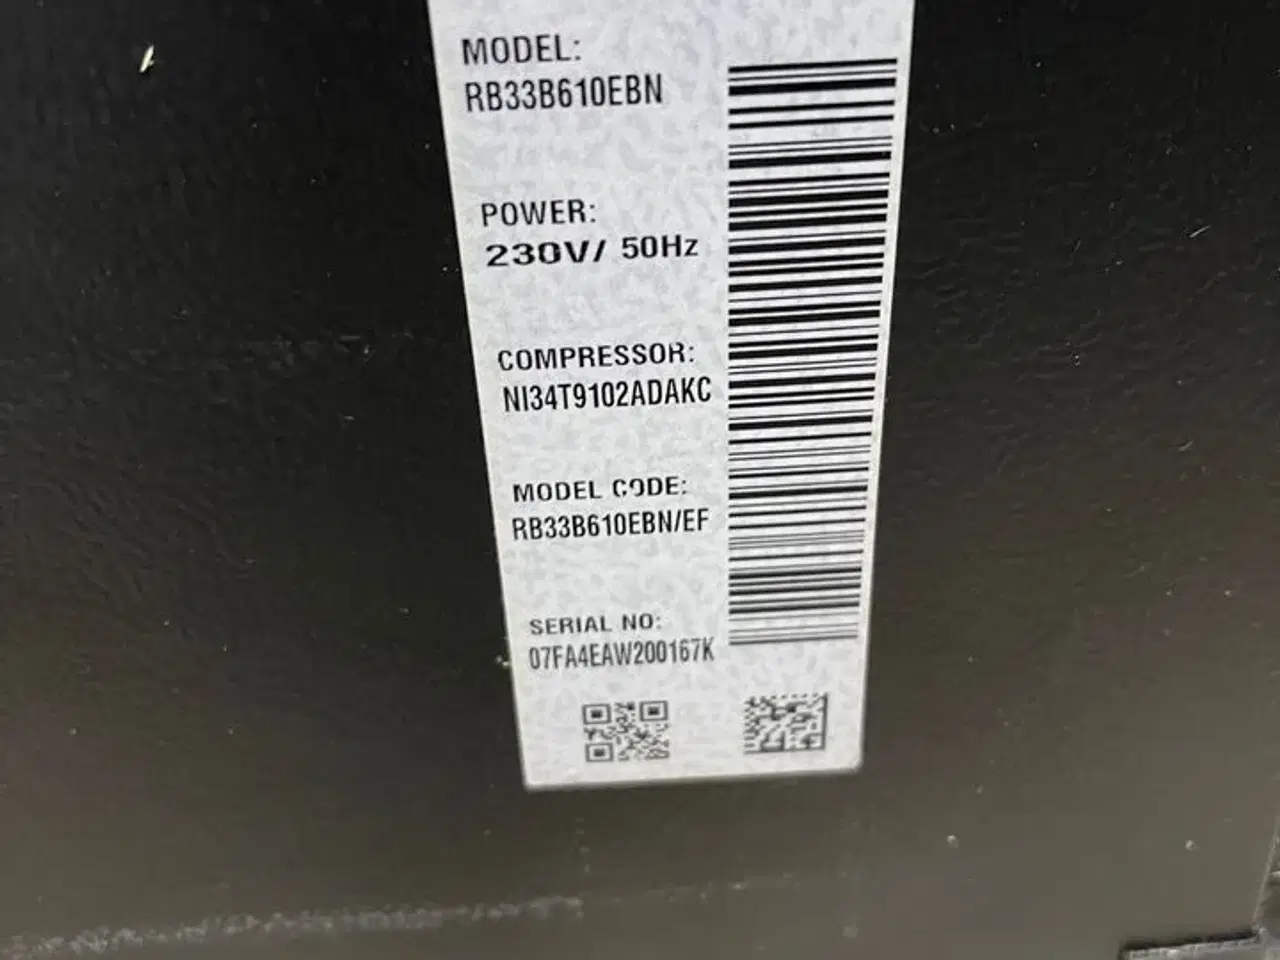 MODEL:
RB33B610EBN
POWER:
230V/ 50Hz
COMPRESSOR:
NI34T9102ADAKC
MODEL CODE:
RB33B610EBN/EF
SERIAL NO:
07FA4EAW200167K